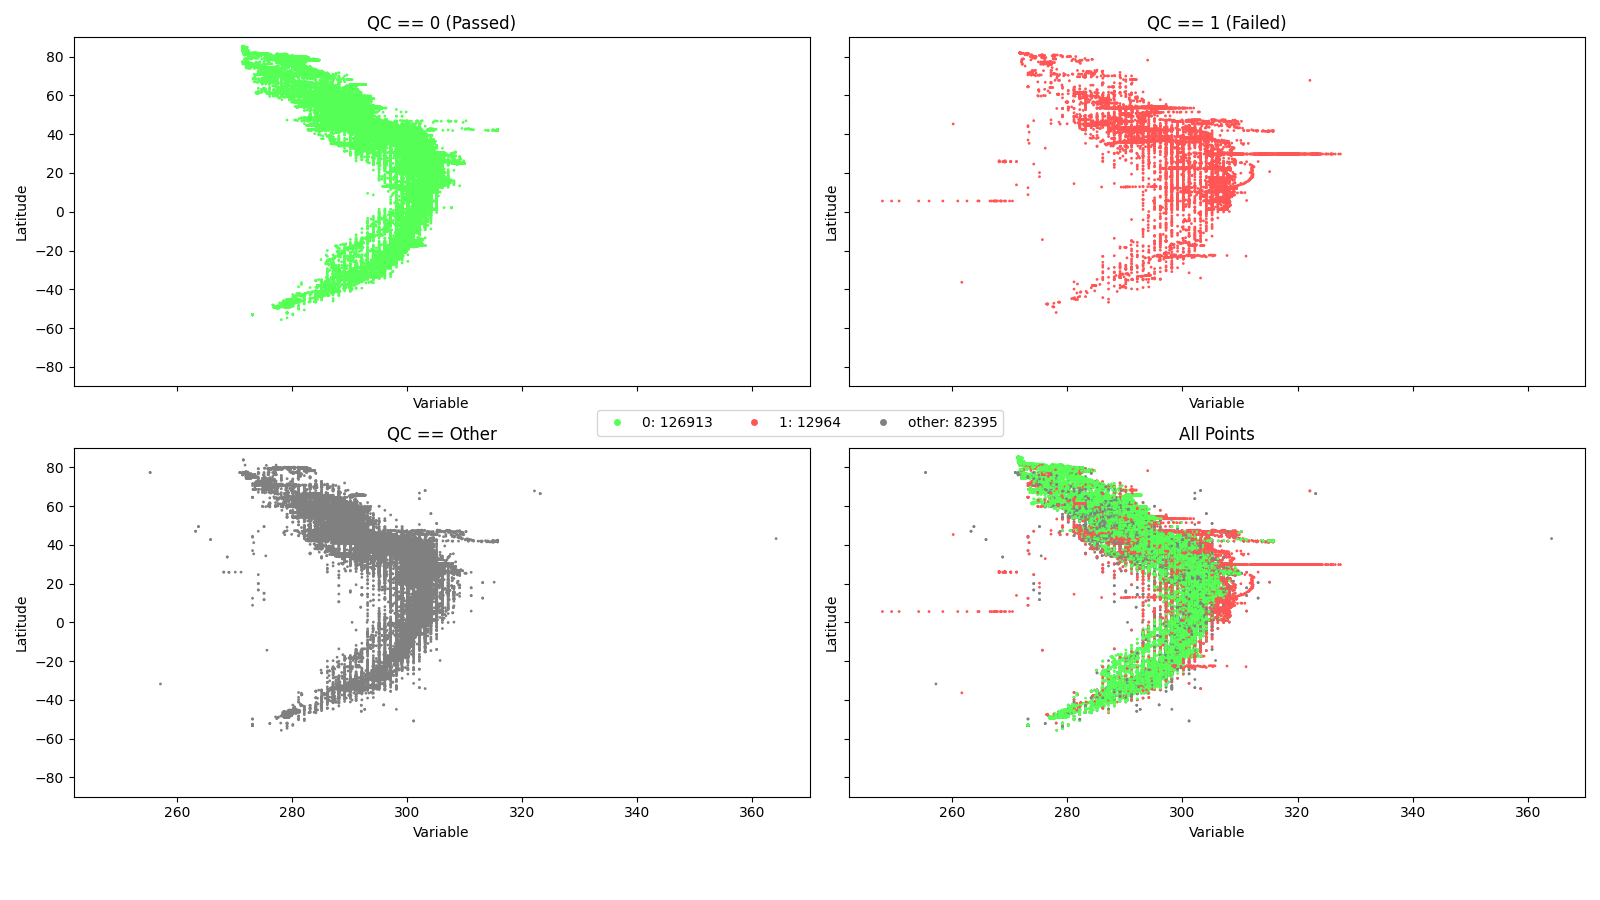 QC == 0 (Passed)
QC == 1 (Failed)
Latitude
80
60
40
20
0
−20
−40
−60
−80
Variable
Latitude
Variable
0: 126913
1: 12964
other: 82395
QC == Other
All Points
Latitude
80
60
40
20
0
−20
−40
−60
−80
260
280
300
320
340
360
Variable
Latitude
260
280
300
320
340
360
Variable